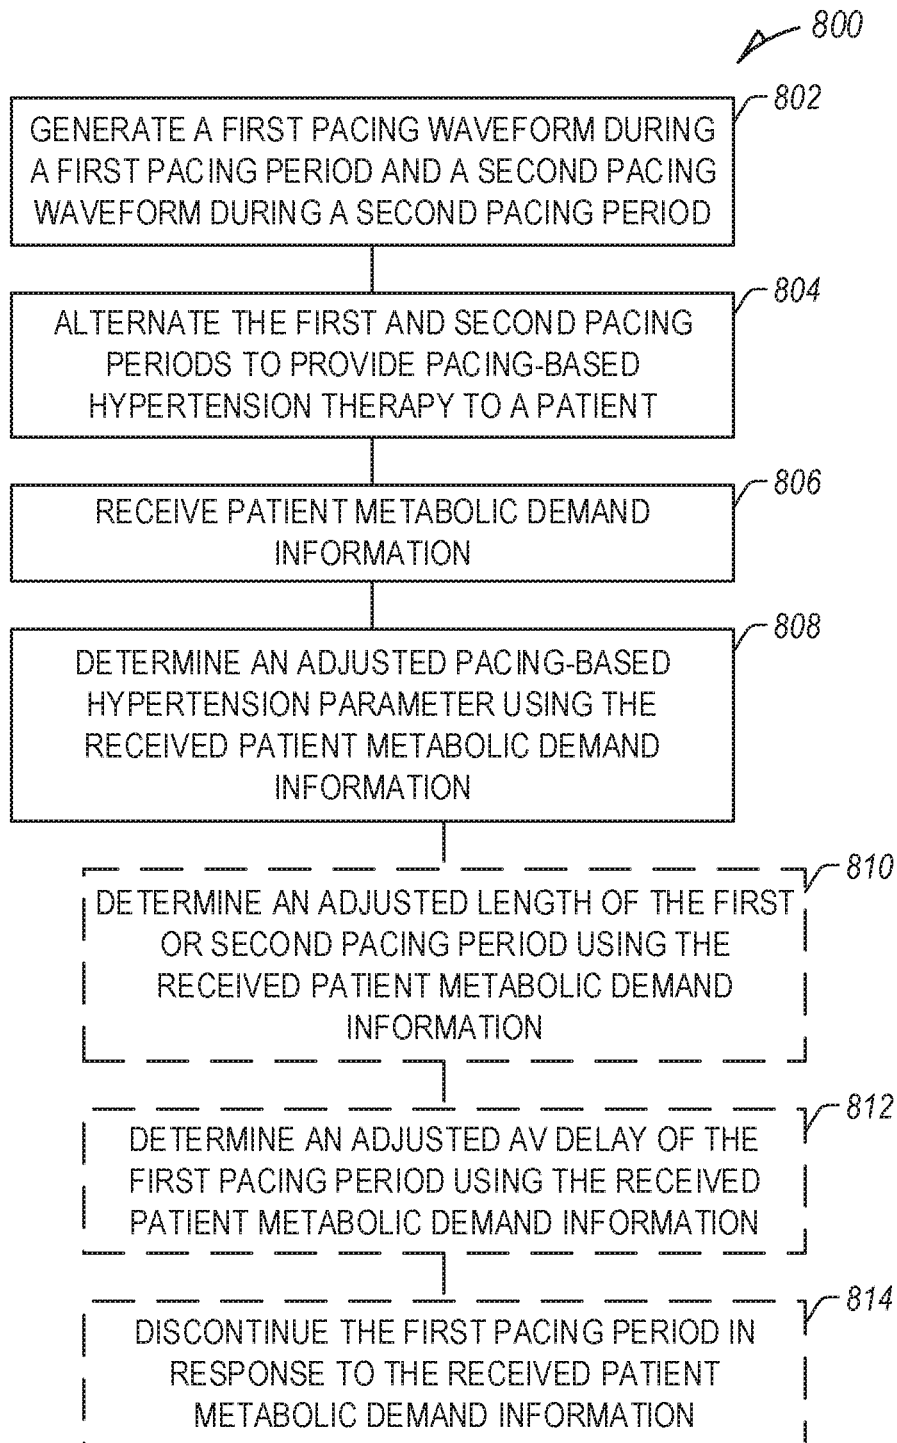 800
802
GENERATE A FIRST PACING WAVEFORM DURING
A FIRST PACING PERIOD AND A SECOND PACING
WAVEFORM DURING A SECOND PACING PERIOD
804
ALTERNATE THE FIRST AND SECOND PACING
PERIODS TO PROVIDE PACING-BASED
HYPERTENSION THERAPY TO A PATIENT
806
RECEIVE PATIENT METABOLIC DEMAND
INFORMATION
808
DETERMINE AN ADJUSTED PACING-BASED
HYPERTENSION PARAMETER USING THE
RECEIVED PATIENT METABOLIC DEMAND
INFORMATION
810
DETERMINE AN ADJUSTED LENGTH OF THE FIRST
OR SECOND PACING PERIOD USING THE
RECEIVED PATIENT METABOLIC DEMAND
INFORMATION
812
DETERMINE AN ADJUSTED AV DELAY OF THE
FIRST PACING PERIOD USING THE RECEIVED
PATIENT METABOLIC DEMAND INFORMATION
814
DISCONTINUE THE FIRST PACING PERIOD IN
RESPONSE TO THE RECEIVED PATIENT
METABOLIC DEMAND INFORMATION